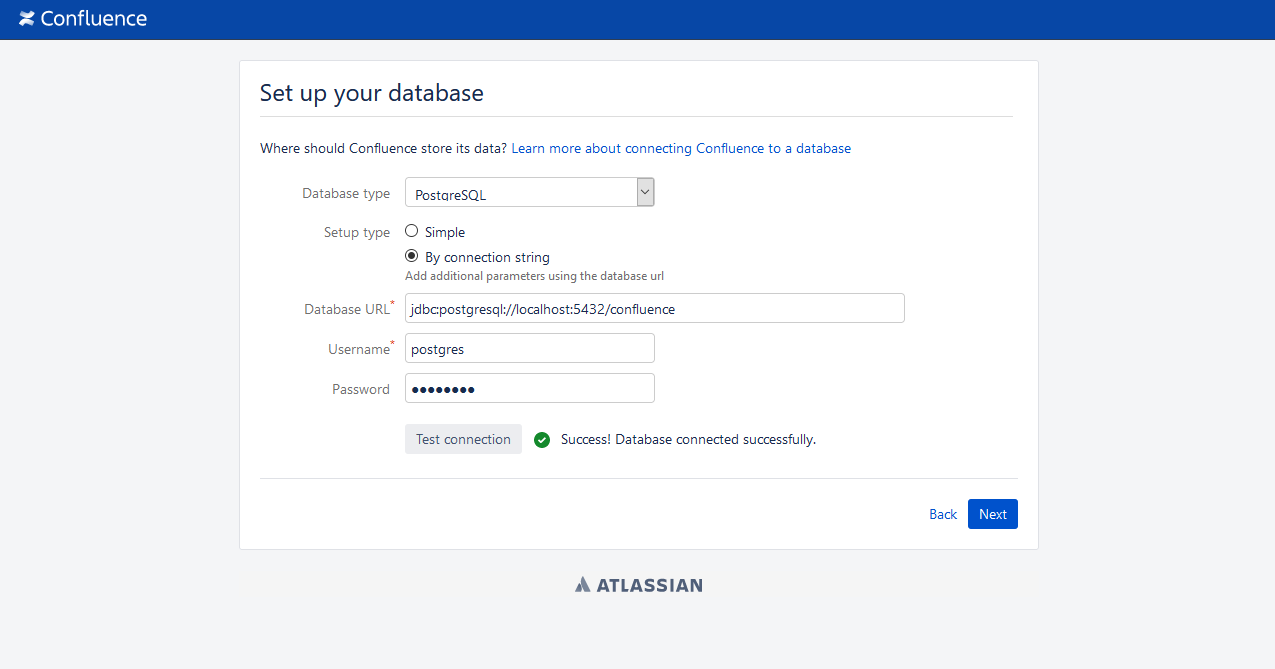 Confluence
Set up your database
Where should Confluence store its data? Learn more about connecting Confluence to a database
Database type PostgreSQL
Setup type Simple
By connection string
Add additional parameters using the database url
Database URL* jdbc:postgresql://localhost:5432/confluence
Username* postgres
Password ●●●●●●●●
Test connection Success! Database connected successfully.
Back Next
ATLASSIAN